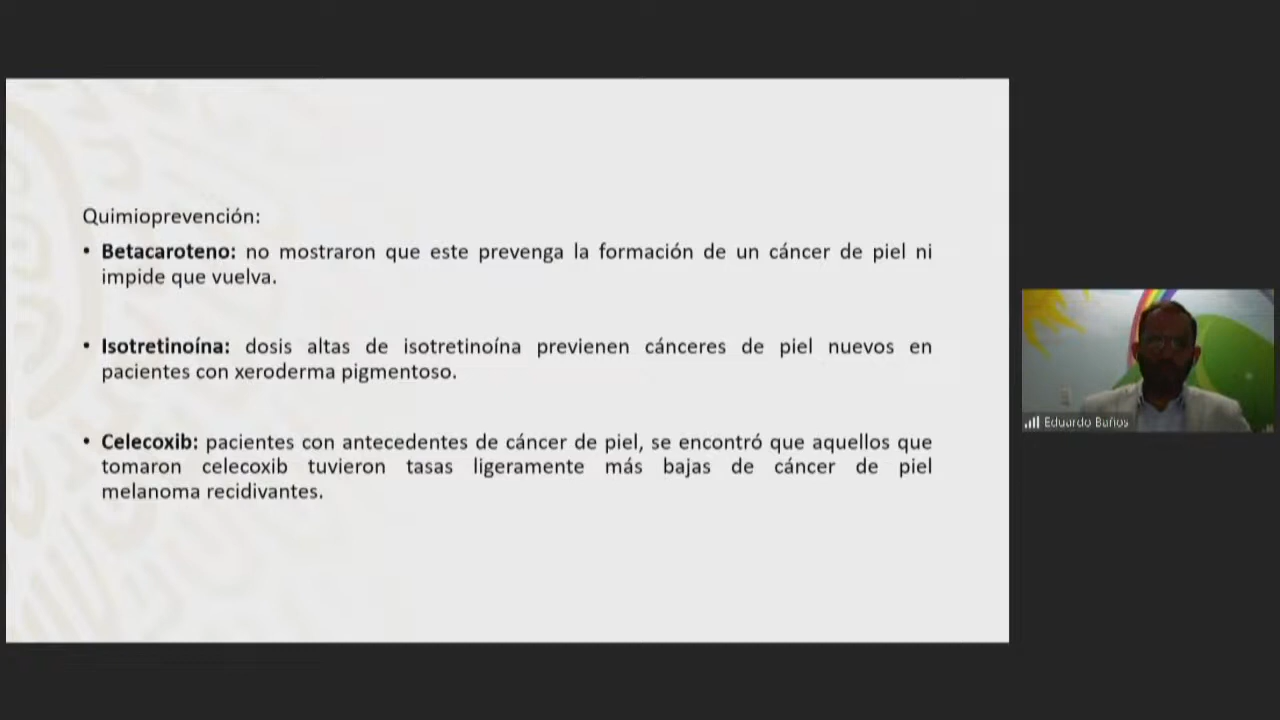 Quimioprevención:
• Betacaroteno: no mostraron que este prevenga la formación de un cáncer de piel ni
impide que vuelva.
• Isotretinoína: dosis altas de isotretinoína previenen cánceres de piel nuevos en
pacientes con xeroderma pigmentoso.
• Celecoxib: pacientes con antecedentes de cáncer de piel, se encontró que aquellos que
tomaron celecoxib tuvieron tasas ligeramente más bajas de cáncer de piel
melanoma recidivantes.
Eduardo Baños